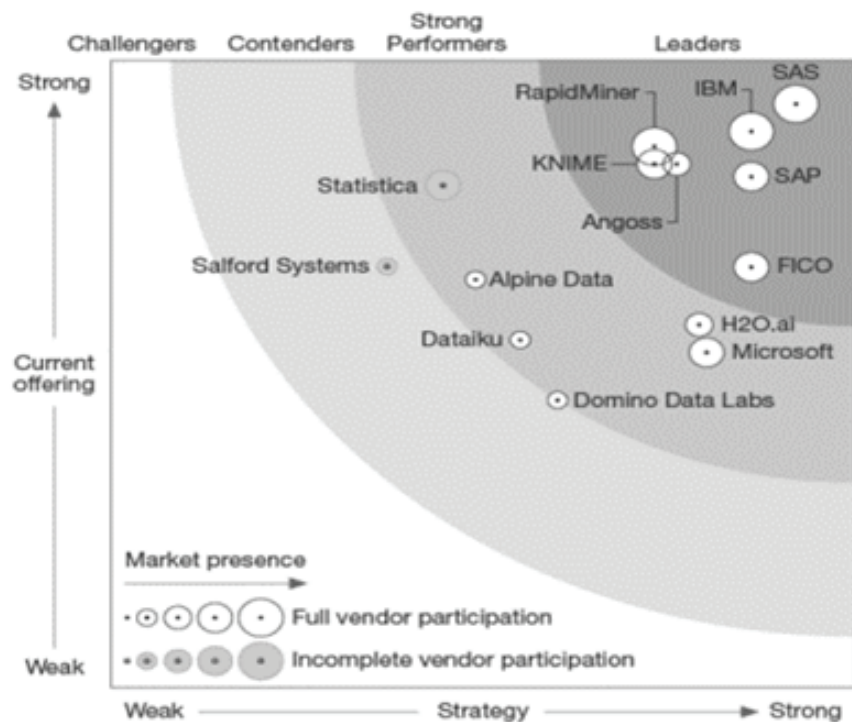 Challengers
Contenders
Strong
Performers
Leaders
Strong
SAS
IBM
RapidMiner
KNIME
SAP
Statistica
Angoss
Salford Systems
FICO
Alpine Data
H2O.ai
Dataiku
Microsoft
Current
offering
Domino Data Labs
Market presence
Full vendor participation
Incomplete vendor participation
Weak
Weak
Strategy
Strong